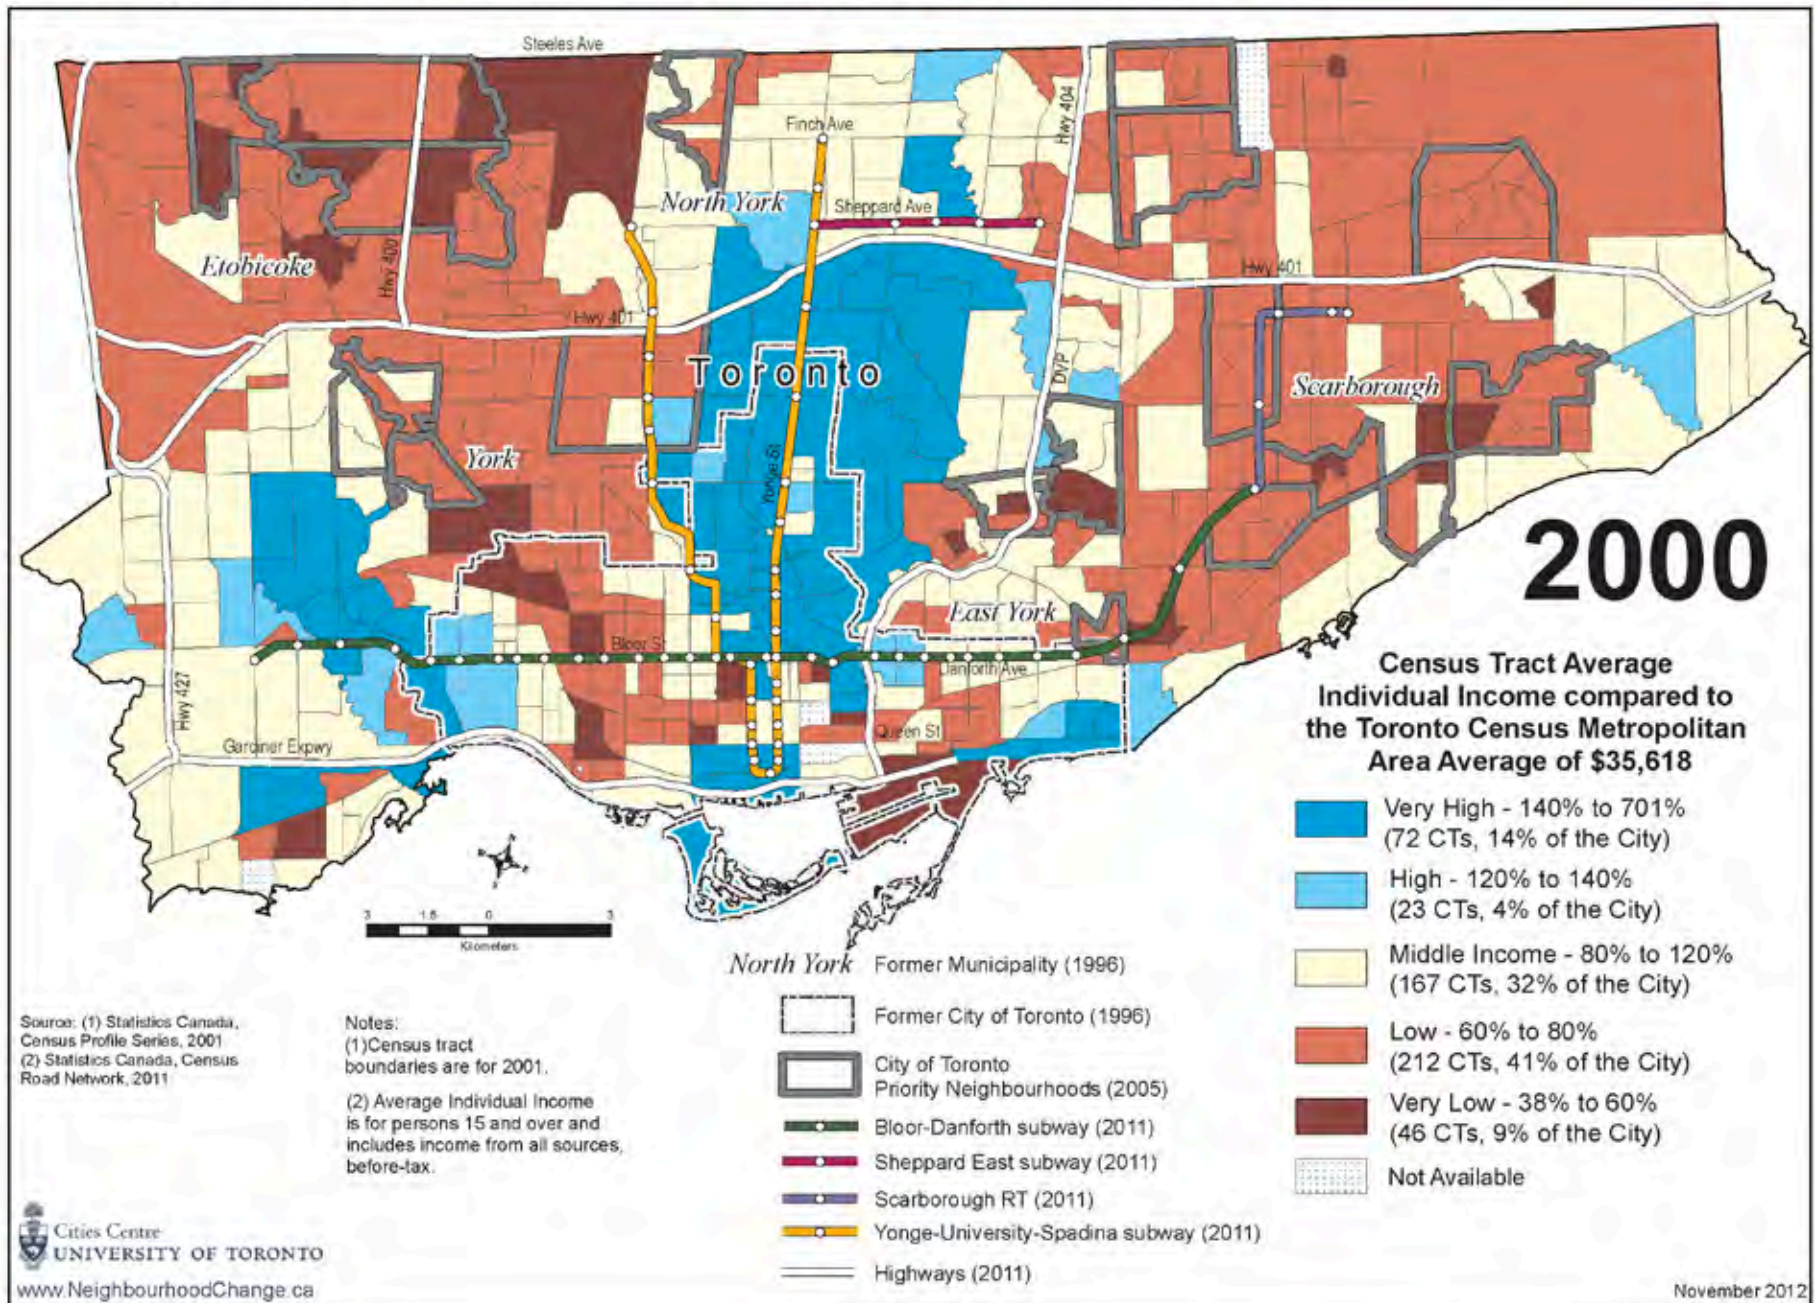 Steeles Ave
Finch Ave
Hwy 404
North York
Sheppard Ave
Etobicoke
Hwy 400
Hwy 401
Hwy 401
Toronto
DVP
Scarborough
York
Yonge St
2000
East York
Bloor St
Danforth Ave
Hwy 427
Queen St
Gardiner Expwy
Census Tract Average
Individual Income compared to
the Toronto Census Metropolitan
Area Average of $35,618
Very High - 140% to 701%
(72 CTs, 14% of the City)
High - 120% to 140%
(23 CTs, 4% of the City)
Middle Income - 80% to 120%
(167 CTs, 32% of the City)
Low - 60% to 80%
(212 CTs, 41% of the City)
Very Low - 38% to 60%
(46 CTs, 9% of the City)
Not Available
3 1.5 0 3
Kilometers
North York Former Municipality (1996)
Former City of Toronto (1996)
City of Toronto
Priority Neighbourhoods (2005)
Bloor-Danforth subway (2011)
Sheppard East subway (2011)
Scarborough RT (2011)
Yonge-University-Spadina subway (2011)
Highways (2011)
Source: (1) Statistics Canada,
Census Profile Series, 2001
(2) Statistics Canada, Census
Road Network, 2011
Notes:
(1)Census tract
boundaries are for 2001.
(2) Average Individual Income
is for persons 15 and over and
includes income from all sources,
before-tax.
Cities Centre
UNIVERSITY OF TORONTO
www.NeighbourhoodChange.ca
November 2012